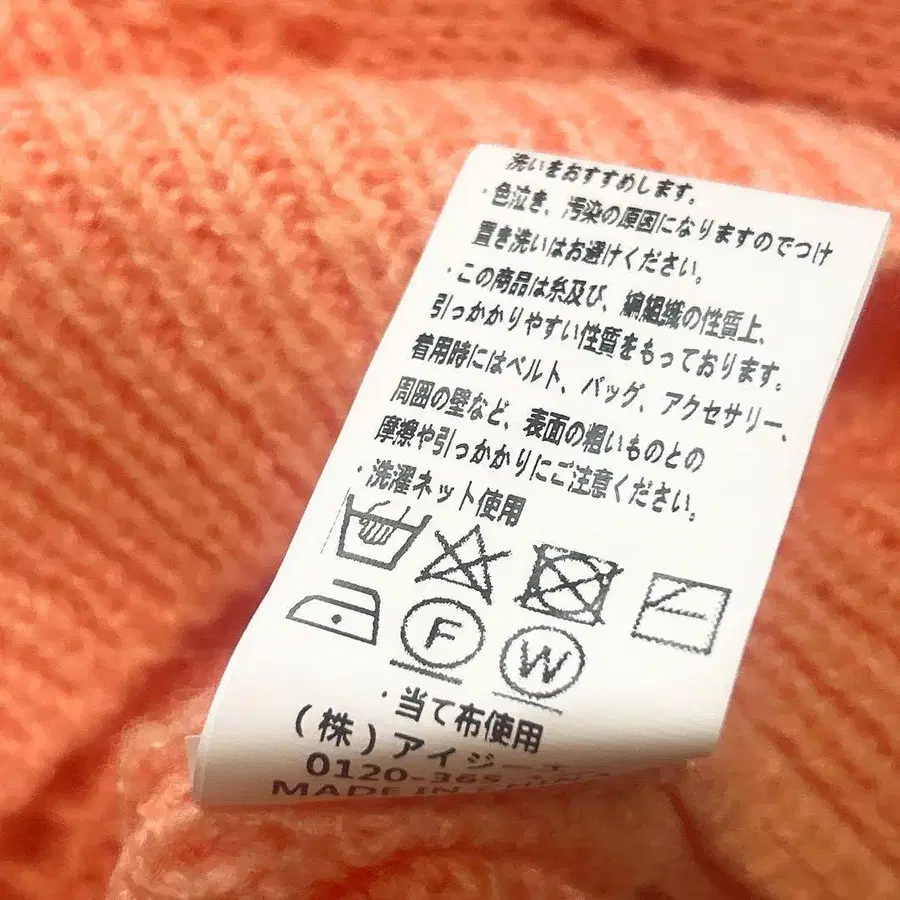 洗いをおすすめします。
・色泣き、汚染の原因になりますのでつけ
置き洗いはお避けください。
・この商品は糸及び、編組織の性質上、
引っかかりやすい性質をもっております。
着用時にはベルト、バッグ、アクセサリー、
周囲の壁など、表面の粗いものとの
摩擦や引っかかりにご注意ください。
・洗濯ネット使用
F W
・当て布使用
(株)アイジー
0120-365
MADE IN CHINA